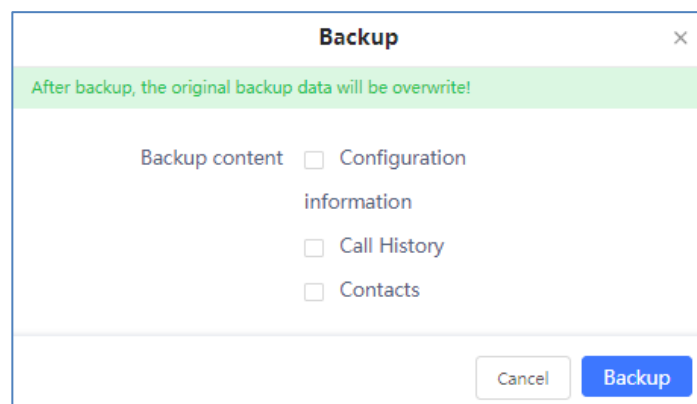 Backup
After backup, the original backup data will be overwrite!
Backup content Configuration
information
Call History
Contacts
Cancel Backup